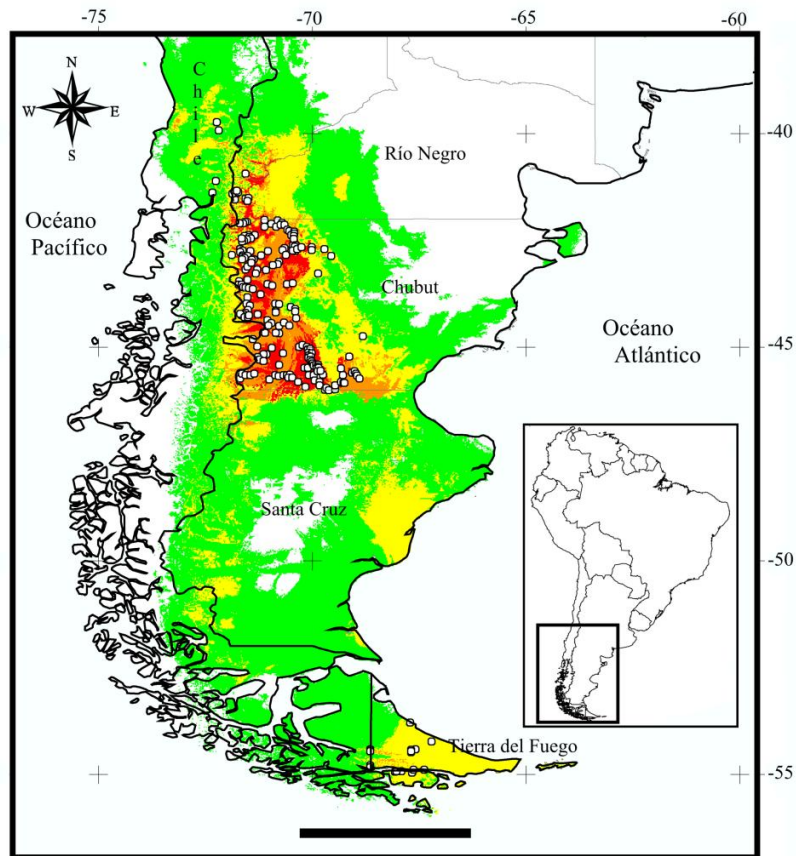 -75
-70
-65
-60
N
W
E
S
Chile
-40
Río Negro
Océano
Pacífico
Chubut
-45
Océano
Atlántico
Santa Cruz
-50
Tierra del Fuego
-55